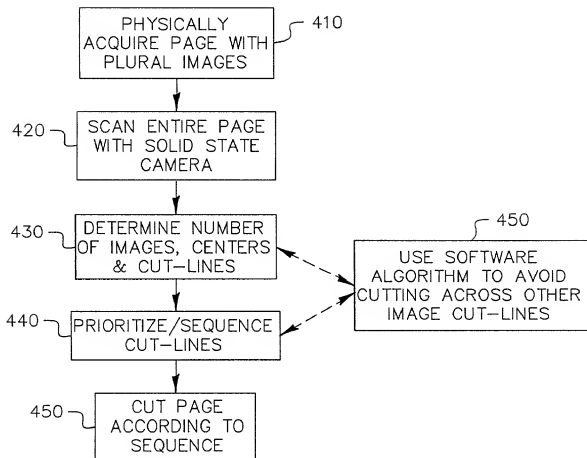 PHYSICALLY
ACQUIRE PAGE WITH
PLURAL IMAGES
410
420
SCAN ENTIRE PAGE
WITH SOLID STATE
CAMERA
430
DETERMINE NUMBER
OF IMAGES, CENTERS
& CUT-LINES
450
USE SOFTWARE
ALGORITHM TO AVOID
CUTTING ACROSS OTHER
IMAGE CUT-LINES
440
PRIORITIZE/SEQUENCE
CUT-LINES
450
CUT PAGE
ACCORDING TO
SEQUENCE